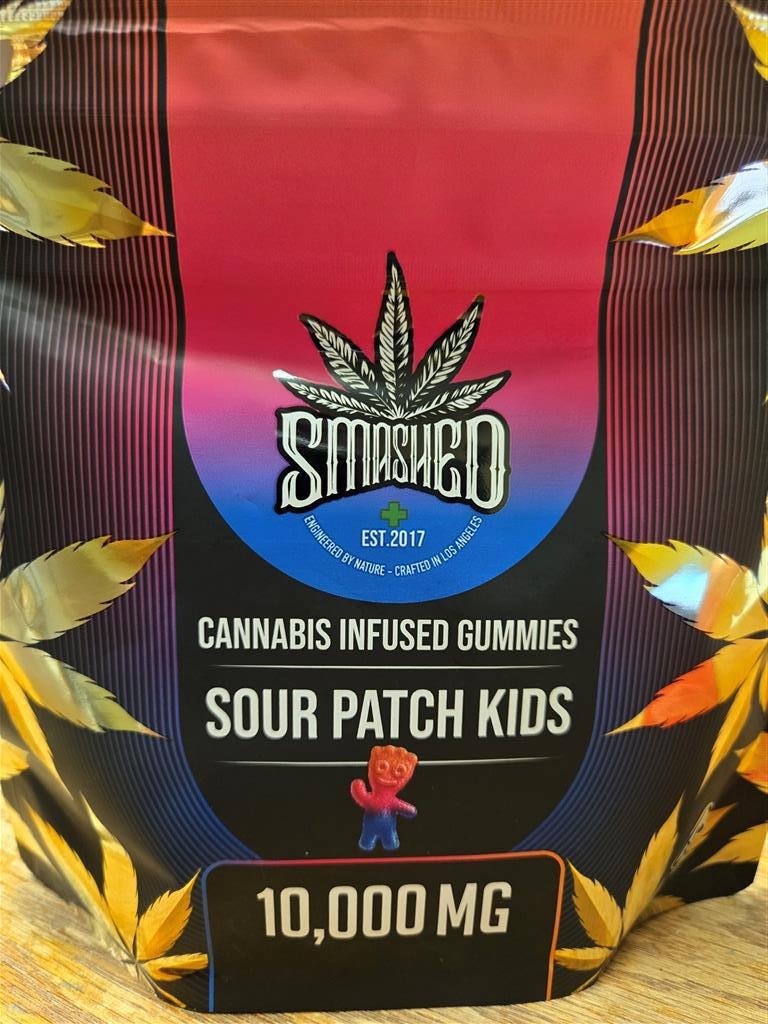 SMASHED
EST.2017
ENGINEERED BY NATURE - CRAFTED IN LOS ANGELES
CANNABIS INFUSED GUMMIES
SOUR PATCH KIDS
10,000 MG